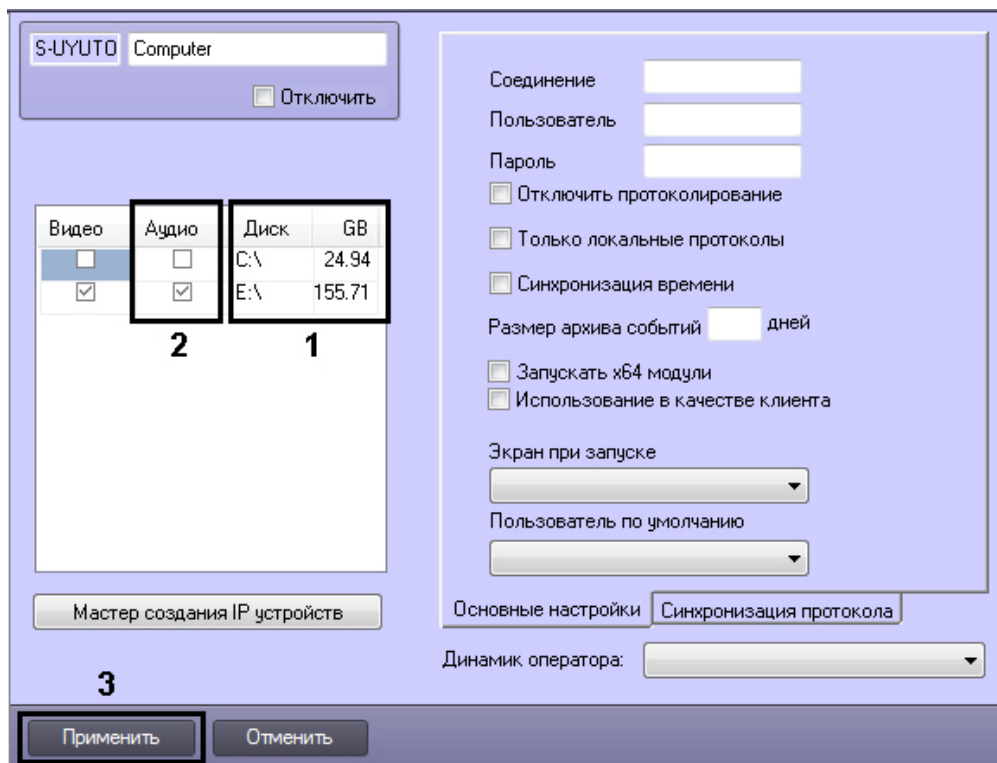 S-UYUTO Computer
Отключить
Видео Аудио Диск GB
C:\ 24.94
E:\ 155.71
2 1
Мастер создания IP устройств
Соединение
Пользователь
Пароль
Отключить протоколирование
Только локальные протоколы
Синхронизация времени
Размер архива событий дней
Запускать x64 модули
Использование в качестве клиента
Экран при запуске
Пользователь по умолчанию
Основные настройки Синхронизация протокола
Динамик оператора:
3
Применить Отменить